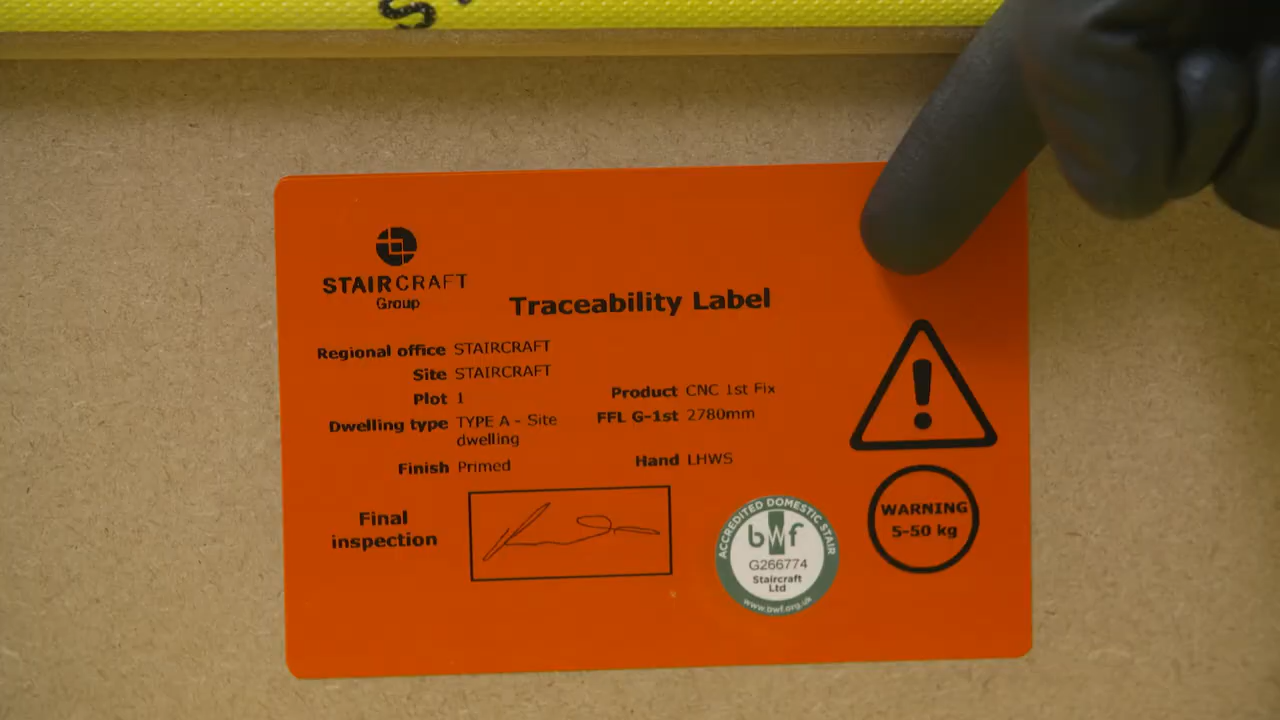 STAIRCRAFT
Group
Traceability Label
Regional office STAIRCRAFT
Site STAIRCRAFT
Plot 1
Dwelling type TYPE A - Site
dwelling
Finish Primed
Product CNC 1st Fix
FFL G-1st 2780mm
Hand LHWS
Final
inspection
ACCREDITED DOMESTIC STAIR
bwf
G266774
Staircraft
Ltd
www.bwf.org.uk
WARNING
5-50 kg